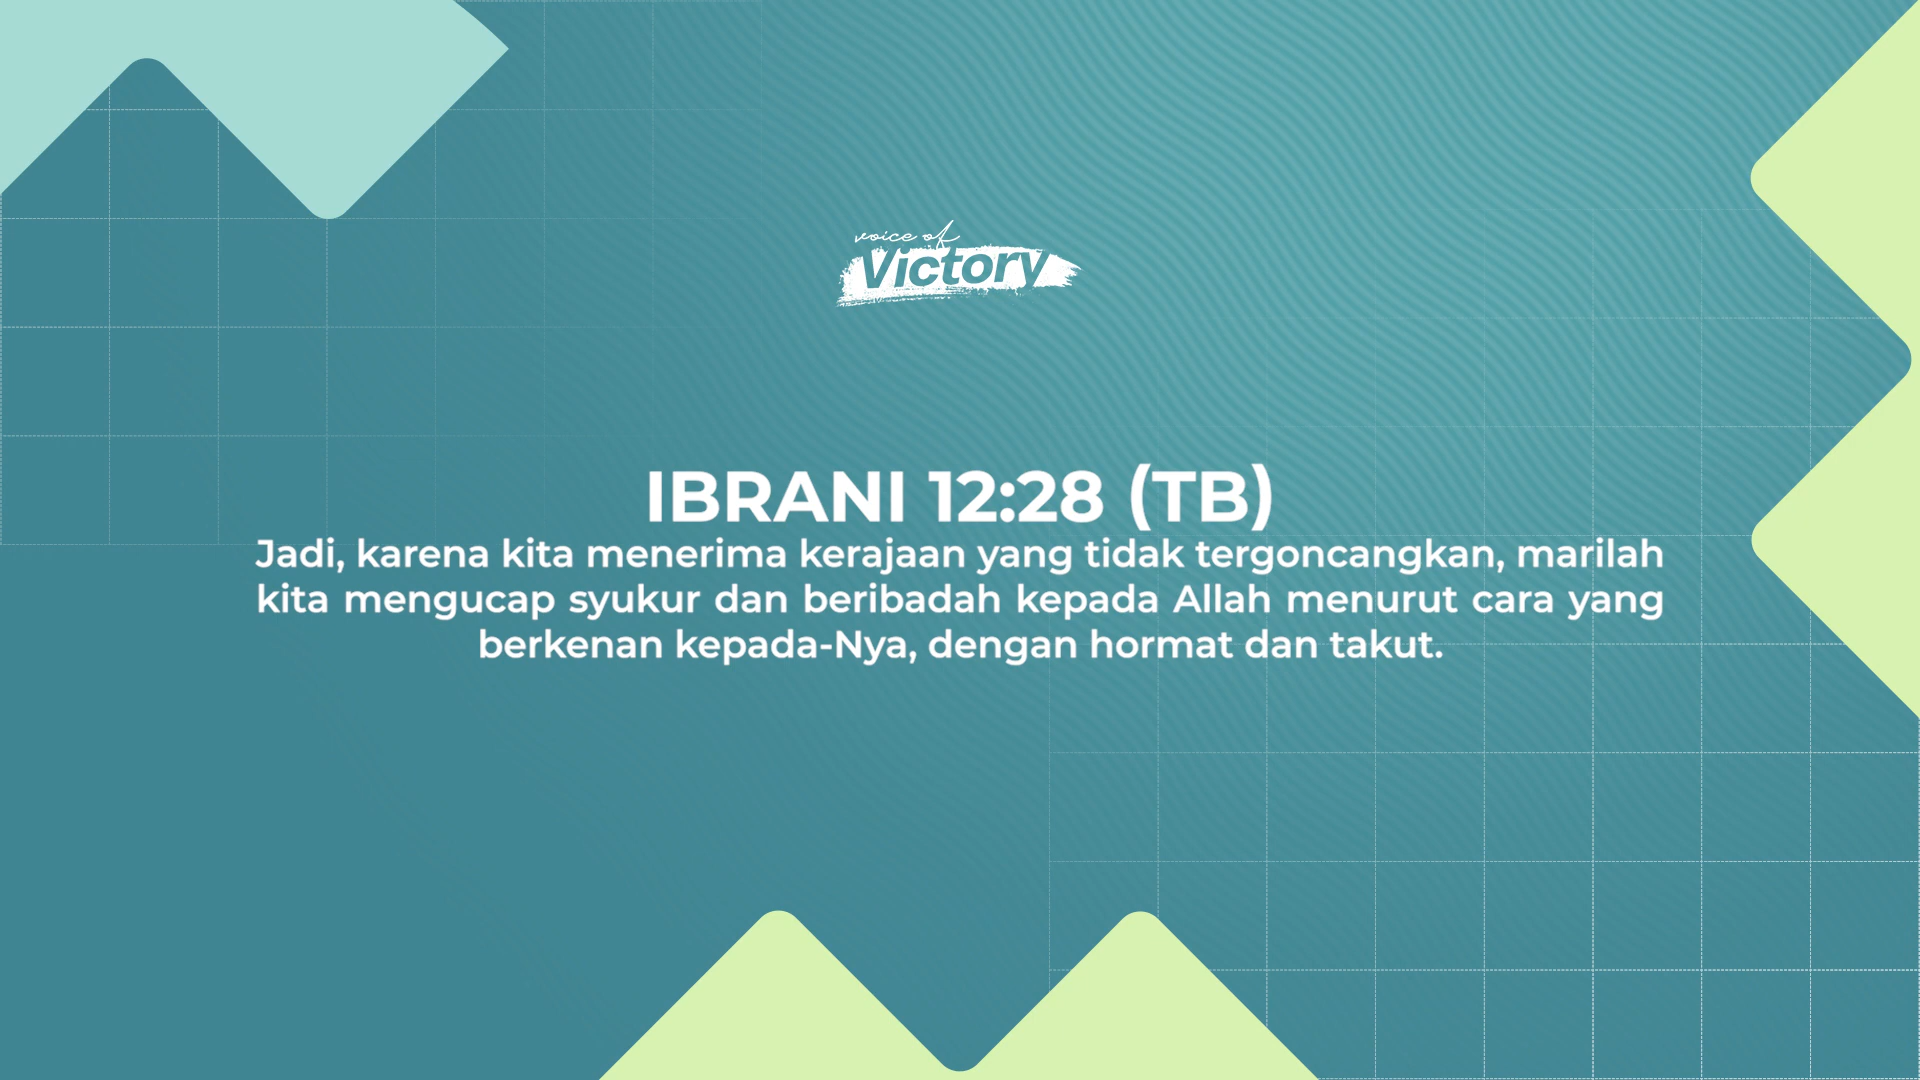 voice of
Victory
IBRANI 12:28 (TB)
Jadi, karena kita menerima kerajaan yang tidak tergoncangkan, marilah
kita mengucap syukur dan beribadah kepada Allah menurut cara yang
berkenan kepada-Nya, dengan hormat dan takut.